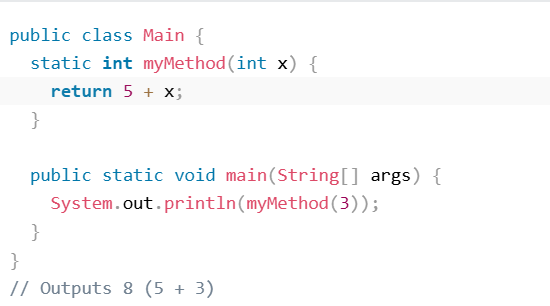 public class Main {
  static int myMethod(int x) {
    return 5 + x;
  }

  public static void main(String[] args) {
    System.out.println(myMethod(3));
  }
}
// Outputs 8 (5 + 3)